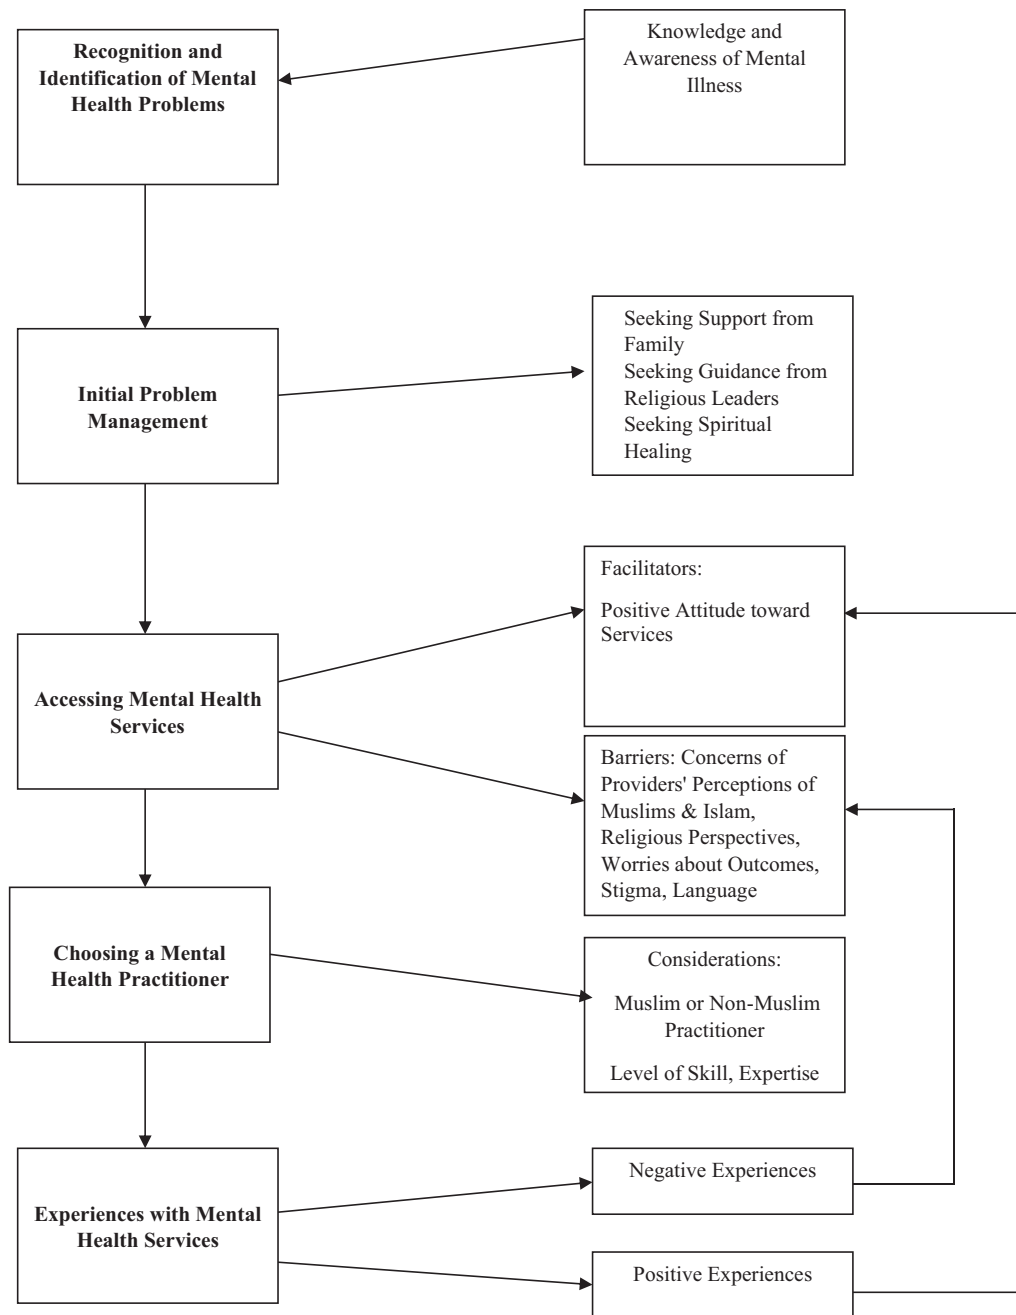 Recognition and
Identification of Mental
Health Problems
Knowledge and
Awareness of Mental
Illness
Initial Problem
Management
Seeking Support from
Family
Seeking Guidance from
Religious Leaders
Seeking Spiritual
Healing
Accessing Mental Health
Services
Facilitators:
Positive Attitude toward
Services
Barriers: Concerns of
Providers' Perceptions of
Muslims & Islam,
Religious Perspectives,
Worries about Outcomes,
Stigma, Language
Choosing a Mental
Health Practitioner
Considerations:
Muslim or Non-Muslim
Practitioner
Level of Skill, Expertise
Experiences with Mental
Health Services
Negative Experiences
Positive Experiences